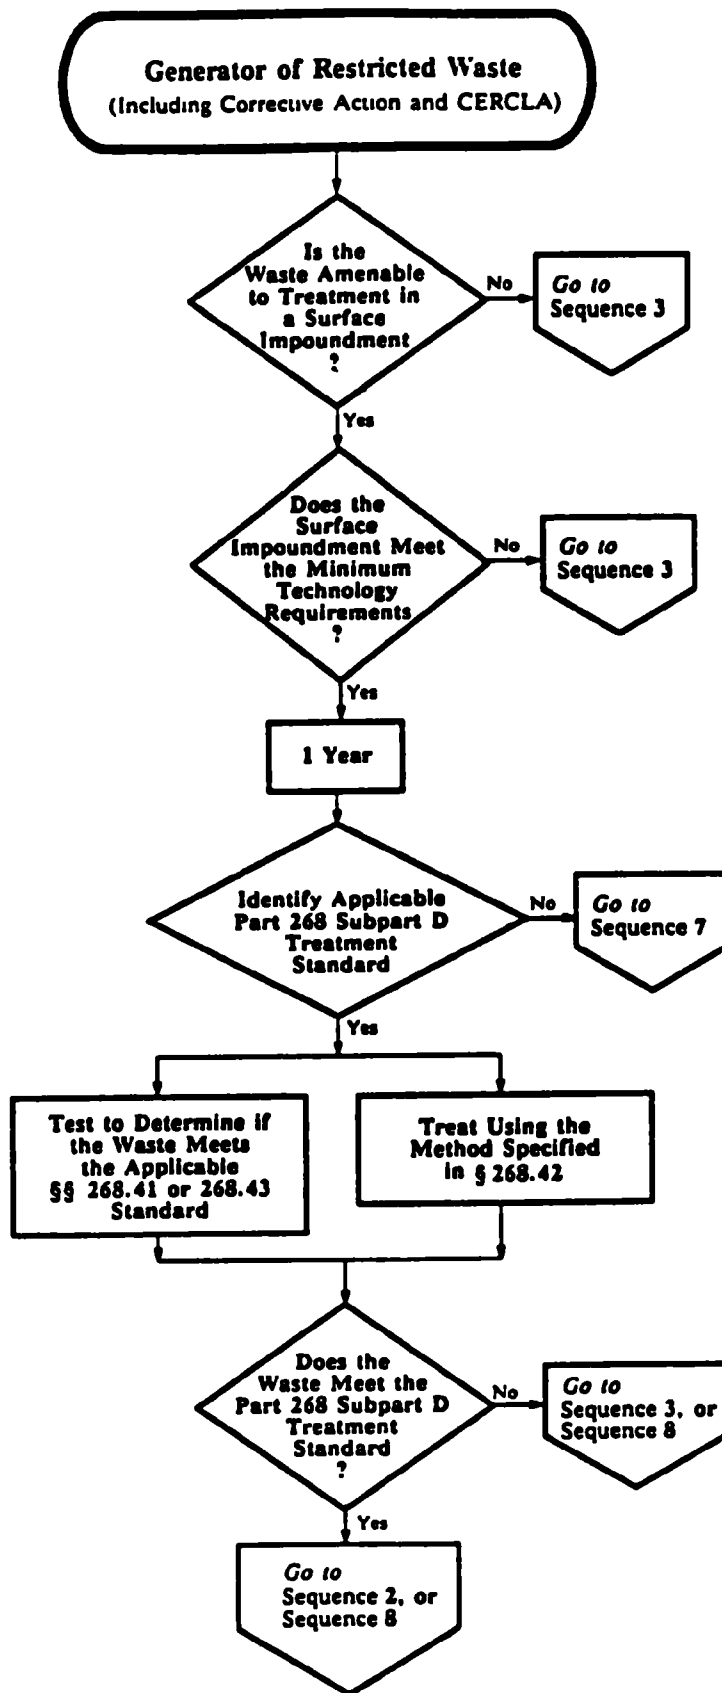 Generator of Restricted Waste
(Including Corrective Action and CERCLA)
Is the
Waste Amenable
to Treatment in
a Surface
Impoundment
?
No
Go to
Sequence 3
Yes
Does the
Surface
Impoundment Meet
the Minimum
Technology
Requirements
?
No
Go to
Sequence 3
Yes
1 Year
Identify Applicable
Part 268 Subpart D
Treatment
Standard
No
Go to
Sequence 7
Yes
Test to Determine if
the Waste Meets
the Applicable
§§ 268.41 or 268.43
Standard
Treat Using the
Method Specified
in § 268.42
Does the
Waste Meet the
Part 268 Subpart D
Treatment
Standard
?
No
Go to
Sequence 3, or
Sequence 8
Yes
Go to
Sequence 2, or
Sequence 8